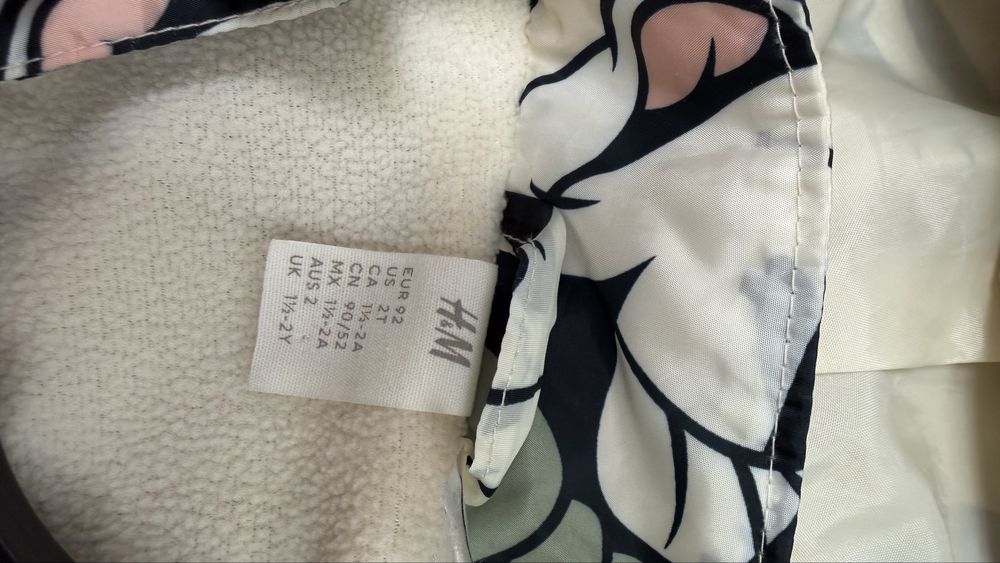 H&M
EUR 92
US 2T
CA 1½-2A
CN 90/52
MX 1½-2A
AUS 2
UK 1½-2Y